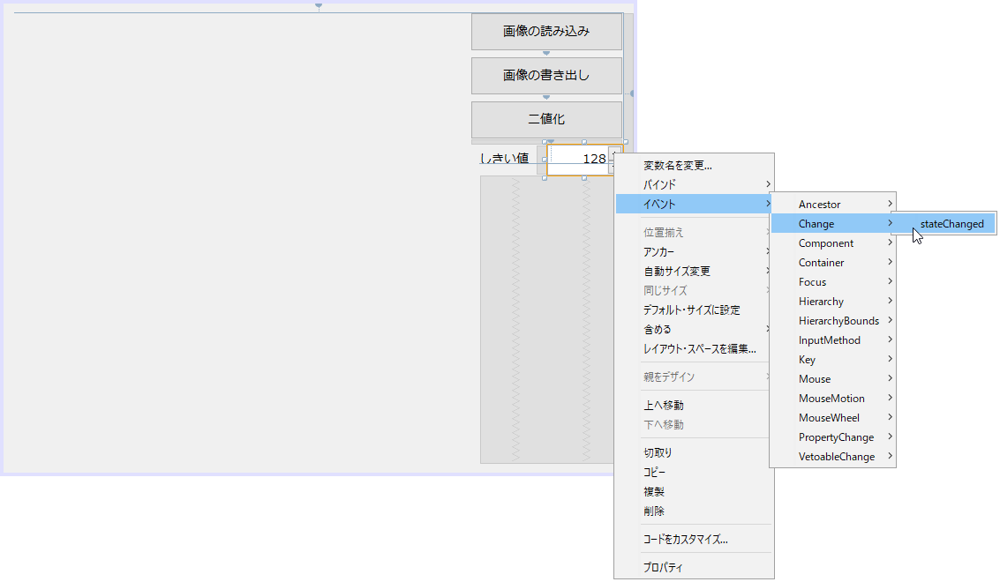 画像の読み込み
画像の書き出し
二値化
しきい値
128
変数名を変更...
バインド
イベント
位置揃え
アンカー
自動サイズ変更
同じサイズ
デフォルト・サイズに設定
含める
レイアウト・スペースを編集...
親をデザイン
上へ移動
下へ移動
切取り
コピー
複製
削除
コードをカスタマイズ...
プロパティ
Ancestor
Change
Component
Container
Focus
Hierarchy
HierarchyBounds
InputMethod
Key
Mouse
MouseMotion
MouseWheel
PropertyChange
VetoableChange
stateChanged